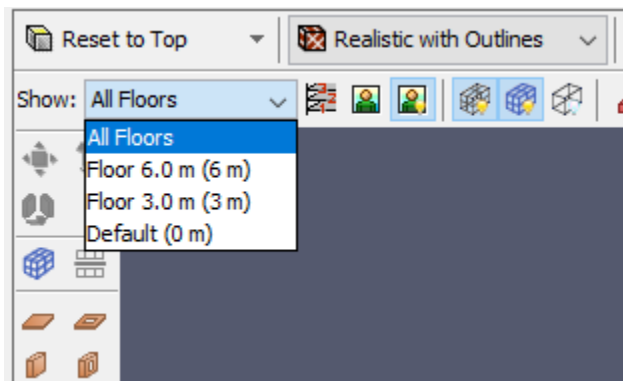 Reset to Top
Realistic with Outlines
Show: All Floors
All Floors
Floor 6.0 m (6 m)
Floor 3.0 m (3 m)
Default (0 m)